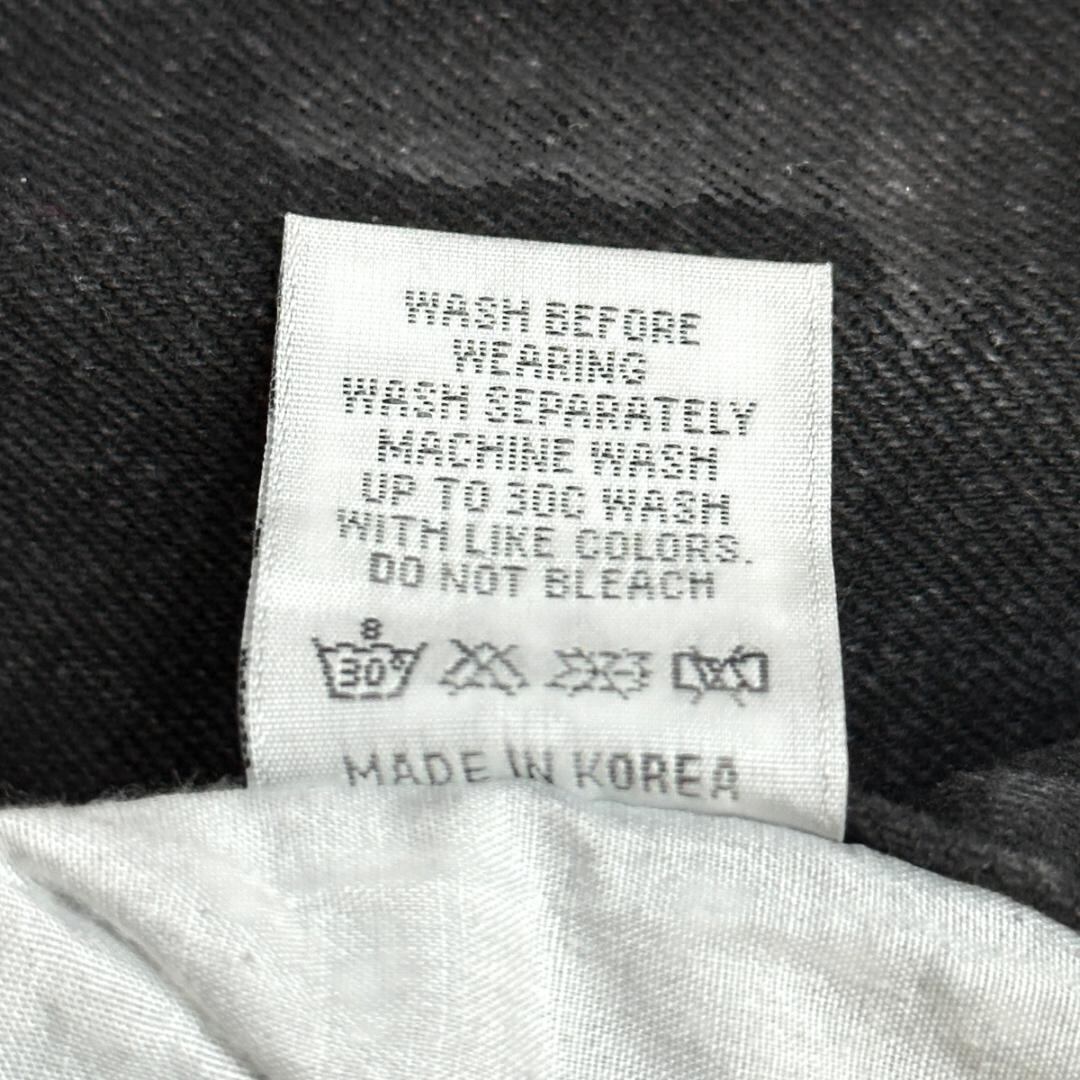 WASH BEFORE
WEARING
WASH SEPARATELY
MACHINE WASH
UP TO 30C WASH
WITH LIKE COLORS.
DO NOT BLEACH
8
30°
MADE IN KOREA